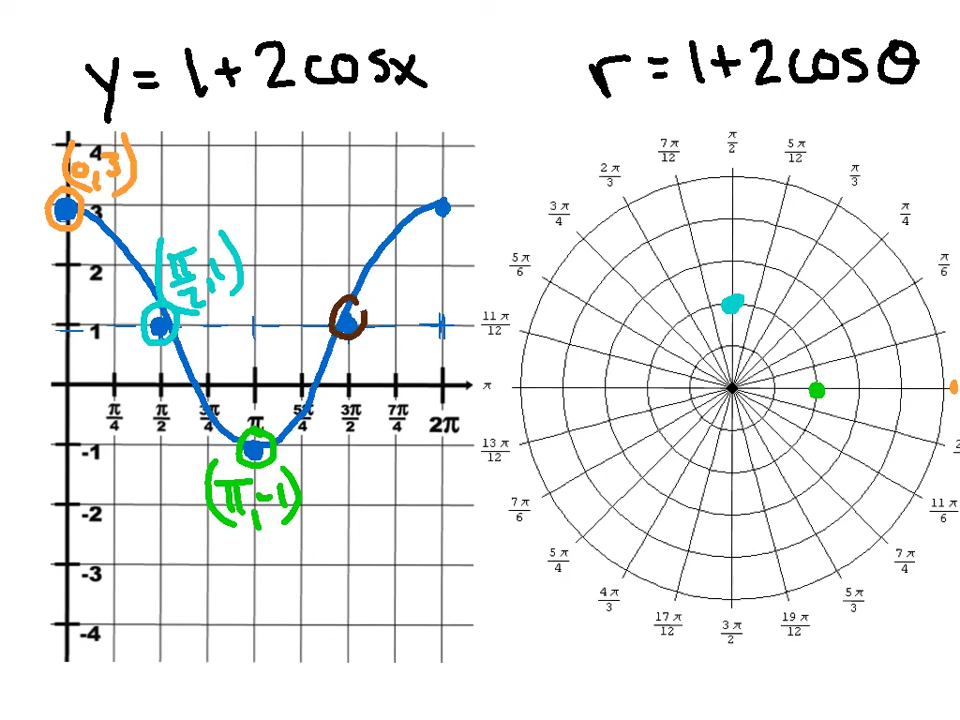 y = 1+2cosx
r = 1+2cosθ
4
(0,3)
3
2
(π/2,1)
1
π/4 π/2 3π/4 π 5π/4 3π/2 7π/4 2π
-1
(π,-1)
-2
-3
-4
π/2
7π/12 5π/12
2π/3 π/3
3π/4 π/4
5π/6 π/6
11π/12
π
13π/12
7π/6 11π/6
5π/4 7π/4
4π/3 5π/3
17π/12 19π/12
3π/2